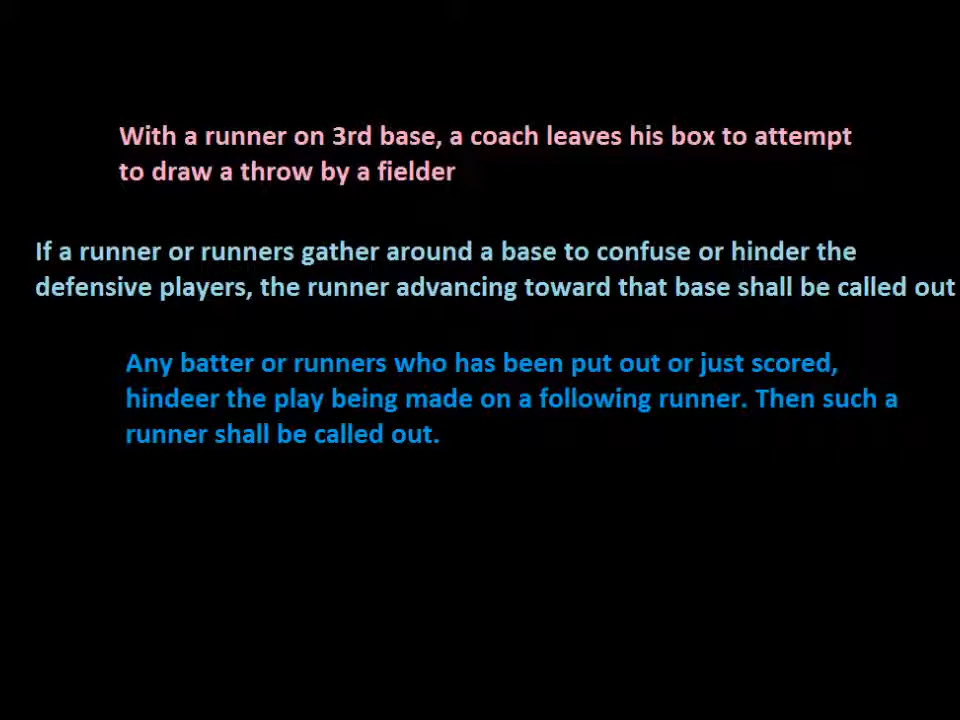 With a runner on 3rd base, a coach leaves his box to attempt
to draw a throw by a fielder
If a runner or runners gather around a base to confuse or hinder the
defensive players, the runner advancing toward that base shall be called out
Any batter or runners who has been put out or just scored,
hindeer the play being made on a following runner. Then such a
runner shall be called out.